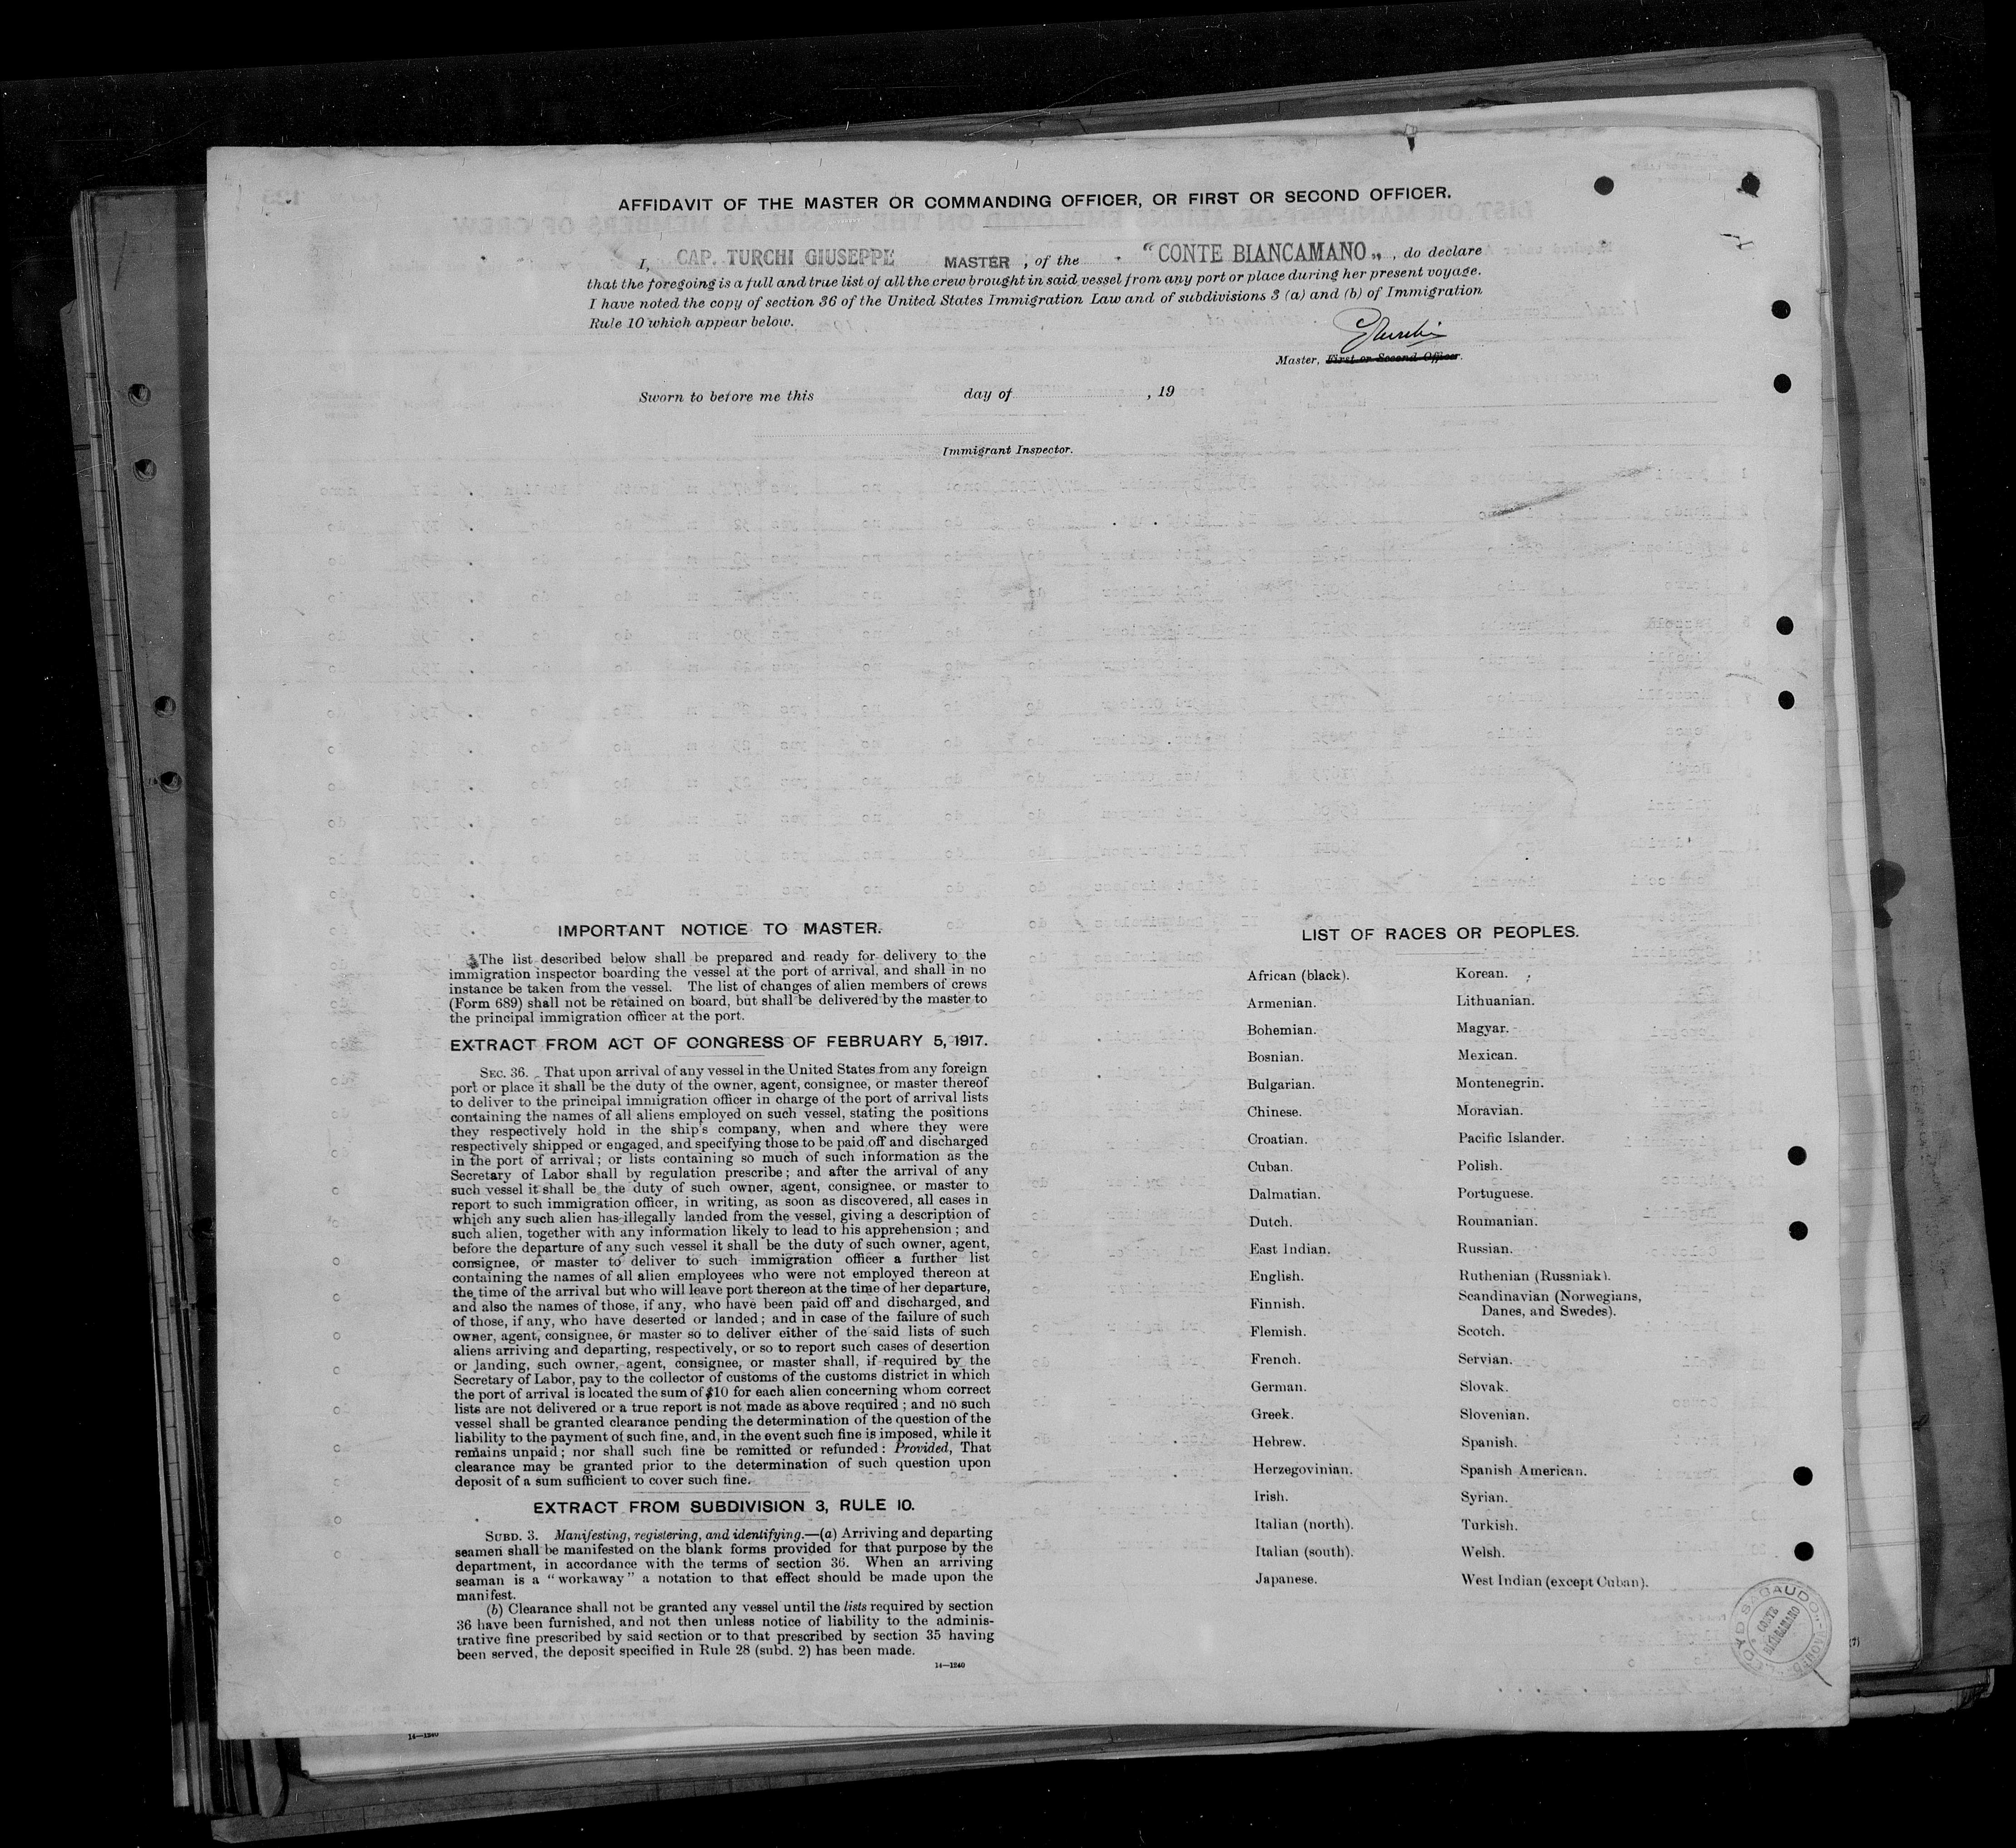 AFFIDAVIT OF THE MASTER OR COMMANDING OFFICER, OR FIRST OR SECOND OFFICER.
I, CAP. TURCHI GIUSEPPE MASTER, of the "CONTE BIANCAMANO„, do declare
that the foregoing is a full and true list of all the crew brought in said vessel from any port or place during her present voyage.
I have noted the copy of section 36 of the United States Immigration Law and of subdivisions 3 (a) and (b) of Immigration
Rule 10 which appear below.
Master, First or Second Officer.
Sworn to before me this day of , 19
Immigrant Inspector.
IMPORTANT NOTICE TO MASTER.
The list described below shall be prepared and ready for delivery to the
immigration inspector boarding the vessel at the port of arrival, and shall in no
instance be taken from the vessel. The list of changes of alien members of crews
(Form 689) shall not be retained on board, but shall be delivered by the master to
the principal immigration officer at the port.
EXTRACT FROM ACT OF CONGRESS OF FEBRUARY 5, 1917.
SEC. 36. That upon arrival of any vessel in the United States from any foreign
port or place it shall be the duty of the owner, agent, consignee, or master thereof
to deliver to the principal immigration officer in charge of the port of arrival lists
containing the names of all aliens employed on such vessel, stating the positions
they respectively hold in the ship's company, when and where they were
respectively shipped or engaged, and specifying those to be paid off and discharged
in the port of arrival; or lists containing so much of such information as the
Secretary of Labor shall by regulation prescribe; and after the arrival of any
such vessel it shall be the duty of such owner, agent, consignee, or master to
report to such immigration officer, in writing, as soon as discovered, all cases in
which any such alien has illegally landed from the vessel, giving a description of
such alien, together with any information likely to lead to his apprehension; and
before the departure of any such vessel it shall be the duty of such owner, agent,
consignee, or master to deliver to such immigration officer a further list
containing the names of all alien employees who were not employed thereon at
the time of the arrival but who will leave port thereon at the time of her departure,
and also the names of those, if any, who have been paid off and discharged, and
of those, if any, who have deserted or landed; and in case of the failure of such
owner, agent, consignee, or master so to deliver either of the said lists of such
aliens arriving and departing, respectively, or so to report such cases of desertion
or landing, such owner, agent, consignee, or master shall, if required by the
Secretary of Labor, pay to the collector of customs of the customs district in which
the port of arrival is located the sum of $10 for each alien concerning whom correct
lists are not delivered or a true report is not made as above required; and no such
vessel shall be granted clearance pending the determination of the question of the
liability to the payment of such fine, and, in the event such fine is imposed, while it
remains unpaid; nor shall such fine be remitted or refunded: Provided, That
clearance may be granted prior to the determination of such question upon
deposit of a sum sufficient to cover such fine.
EXTRACT FROM SUBDIVISION 3, RULE 10.
SUBD. 3. Manifesting, registering, and identifying.—(a) Arriving and departing
seamen shall be manifested on the blank forms provided for that purpose by the
department, in accordance with the terms of section 36. When an arriving
seaman is a "workaway" a notation to that effect should be made upon the
manifest.
(b) Clearance shall not be granted any vessel until the lists required by section
36 have been furnished, and not then unless notice of liability to the adminis-
trative fine prescribed by said section or to that prescribed by section 35 having
been served, the deposit specified in Rule 28 (subd. 2) has been made.
14—1240
LIST OF RACES OR PEOPLES.
African (black).
Armenian.
Bohemian.
Bosnian.
Bulgarian.
Chinese.
Croatian.
Cuban.
Dalmatian.
Dutch.
East Indian.
English.
Finnish.
Flemish.
French.
German.
Greek.
Hebrew.
Herzegovinian.
Irish.
Italian (north).
Italian (south).
Japanese.
Korean.
Lithuanian.
Magyar.
Mexican.
Montenegrin.
Moravian.
Pacific Islander.
Polish.
Portuguese.
Roumanian.
Russian.
Ruthenian (Russniak).
Scandinavian (Norwegians,
Danes, and Swedes).
Scotch.
Servian.
Slovak.
Slovenian.
Spanish.
Spanish American.
Syrian.
Turkish.
Welsh.
West Indian (except Cuban).
LLOYD SABAUDO
CONTE
BIANCAMANO
14—1240